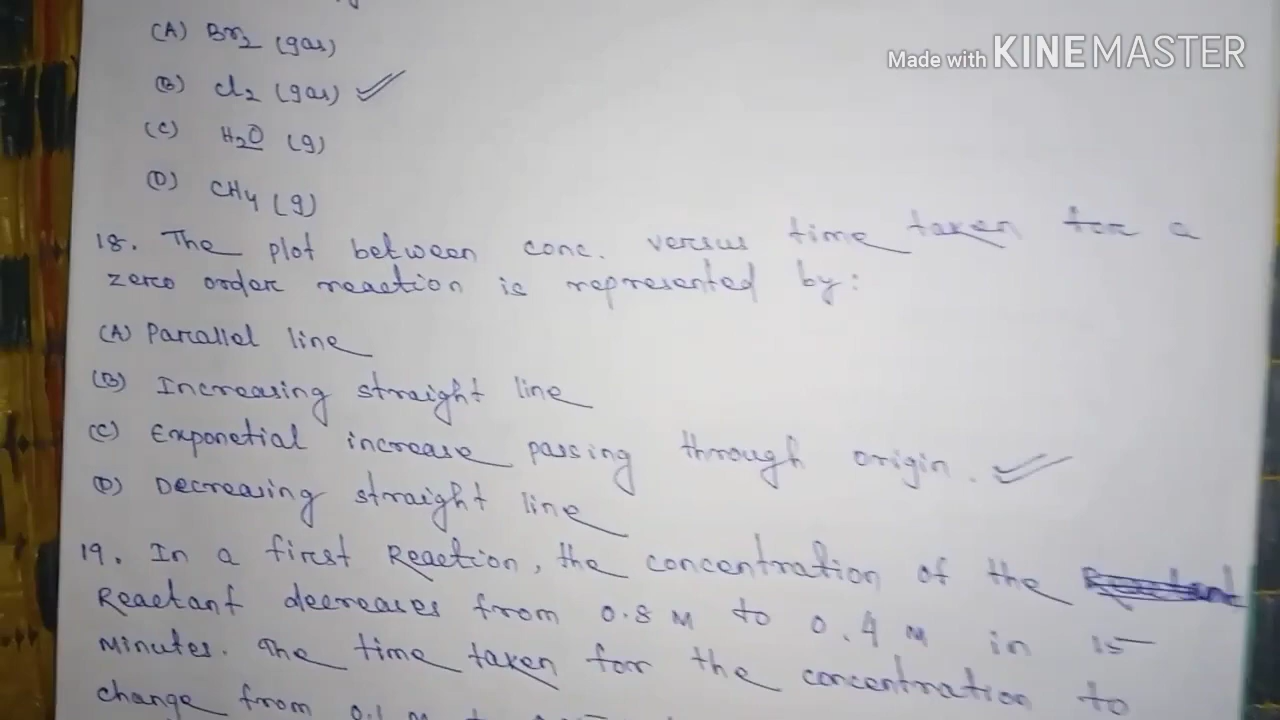 Made with KINEMASTER
(A) Br2 (gas)
(B) Cl2 (gas) ✓
(C) H2O (g)
(D) CH4 (g)
18. The plot between conc. versus time taken for a
zero order reaction is represented by:
(A) Parallel line
(B) Increasing straight line
(C) Exponetial increase passing through origin. ✓
(D) Decreasing straight line
19. In a first Reaction, the concentration of the
Reactant decreases from 0.8 M to 0.4 M in 15
minutes. The time taken for the concentration to
change from 0.1 M to